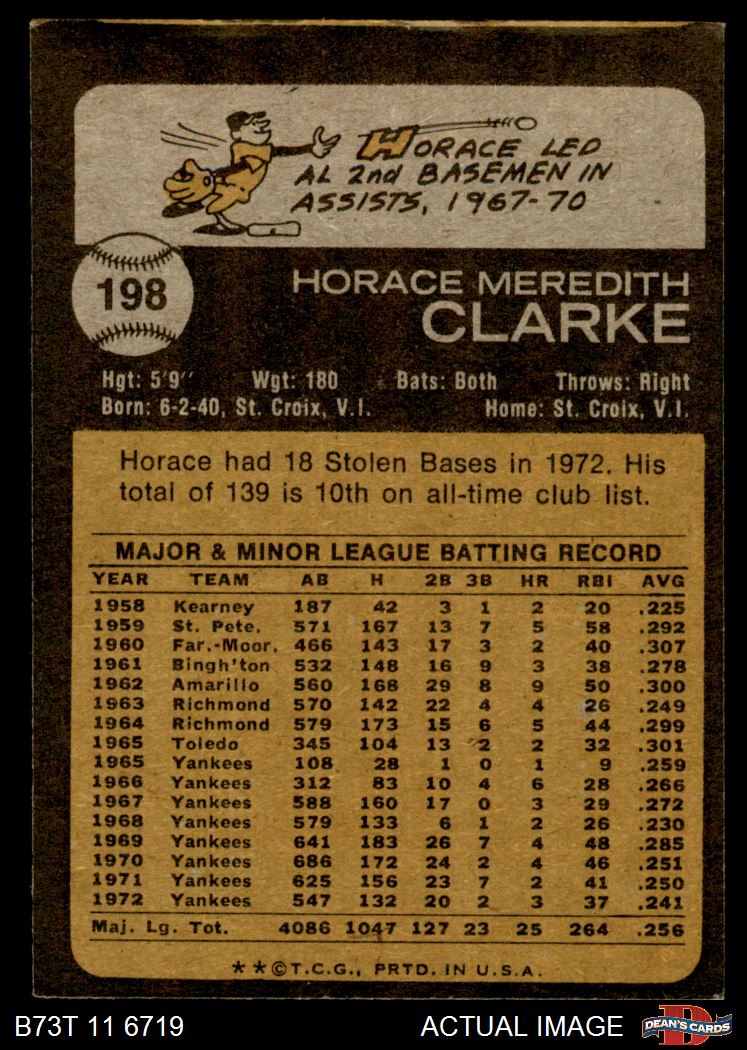 HORACE LED
AL 2nd BASEMEN IN
ASSISTS, 1967-70
198
HORACE MEREDITH
CLARKE
Hgt: 5'9" Wgt: 180 Bats: Both Throws: Right
Born: 6-2-40, St. Croix, V.I. Home: St. Croix, V.I.
Horace had 18 Stolen Bases in 1972. His
total of 139 is 10th on all-time club list.
MAJOR & MINOR LEAGUE BATTING RECORD
YEAR TEAM AB H 2B 3B HR RBI AVG
1958 Kearney 187 42 3 1 2 20 .225
1959 St. Pete. 571 167 13 7 5 58 .292
1960 Far.-Moor. 466 143 17 3 2 40 .307
1961 Bingh'ton 532 148 16 9 3 38 .278
1962 Amarillo 560 168 29 8 9 50 .300
1963 Richmond 570 142 22 4 4 26 .249
1964 Richmond 579 173 15 6 5 44 .299
1965 Toledo 345 104 13 2 2 32 .301
1965 Yankees 108 28 1 0 1 9 .259
1966 Yankees 312 83 10 4 6 28 .266
1967 Yankees 588 160 17 0 3 29 .272
1968 Yankees 579 133 6 1 2 26 .230
1969 Yankees 641 183 26 7 4 48 .285
1970 Yankees 686 172 24 2 4 46 .251
1971 Yankees 625 156 23 7 2 41 .250
1972 Yankees 547 132 20 2 3 37 .241
Maj. Lg. Tot. 4086 1047 127 23 25 264 .256
**©T.C.G., PRTD. IN U.S.A.
B73T 11 6719 ACTUAL IMAGE DEAN'S CARDS